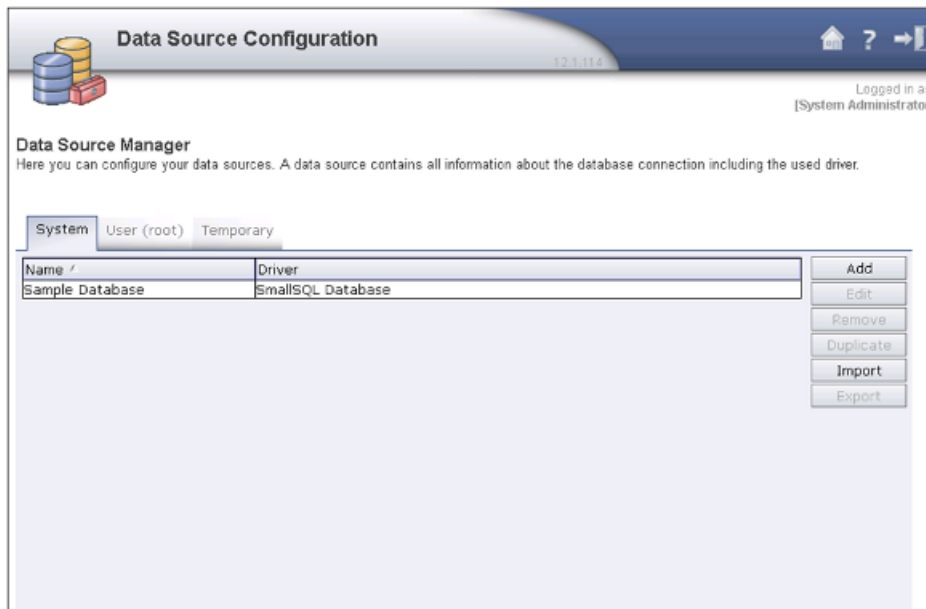 Data Source Configuration
12.1.114
?
Logged in a
[System Administrato
Data Source Manager
Here you can configure your data sources. A data source contains all information about the database connection including the used driver.
System User (root) Temporary
Name Driver Add
Sample Database SmallSQL Database Edit
Remove
Duplicate
Import
Export